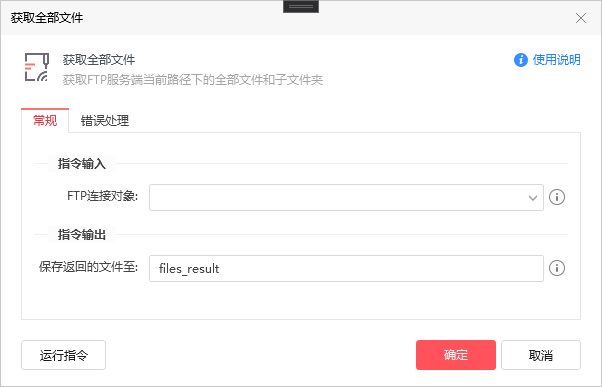 获取全部文件
获取全部文件
使用说明
获取FTP服务端当前路径下的全部文件和子文件夹
常规
错误处理
指令输入
FTP连接对象:
指令输出
保存返回的文件至:
files_result
运行指令
确定
取消